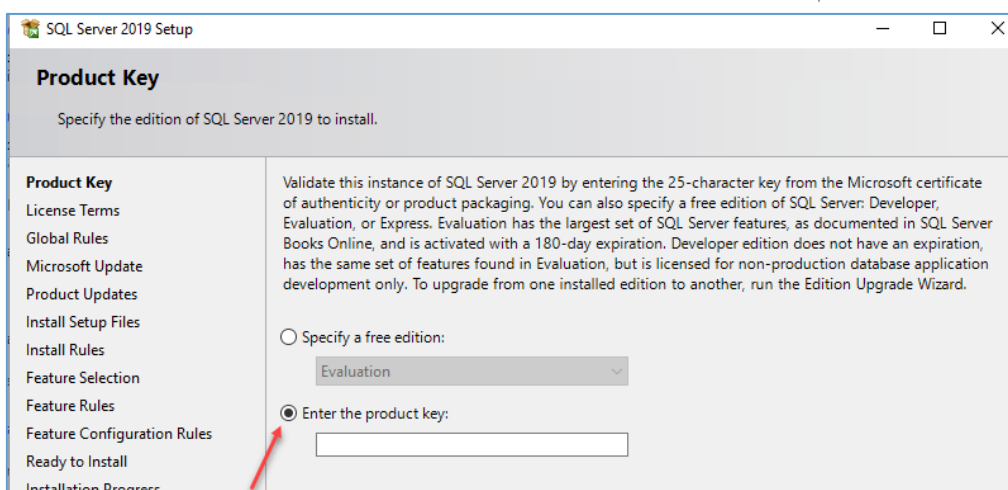 SQL Server 2019 Setup
Product Key
Specify the edition of SQL Server 2019 to install.
Product Key
License Terms
Global Rules
Microsoft Update
Product Updates
Install Setup Files
Install Rules
Feature Selection
Feature Rules
Feature Configuration Rules
Ready to Install
Installation Progress
Validate this instance of SQL Server 2019 by entering the 25-character key from the Microsoft certificate
of authenticity or product packaging. You can also specify a free edition of SQL Server: Developer,
Evaluation, or Express. Evaluation has the largest set of SQL Server features, as documented in SQL Server
Books Online, and is activated with a 180-day expiration. Developer edition does not have an expiration,
has the same set of features found in Evaluation, but is licensed for non-production database application
development only. To upgrade from one installed edition to another, run the Edition Upgrade Wizard.
Specify a free edition:
Evaluation
Enter the product key: